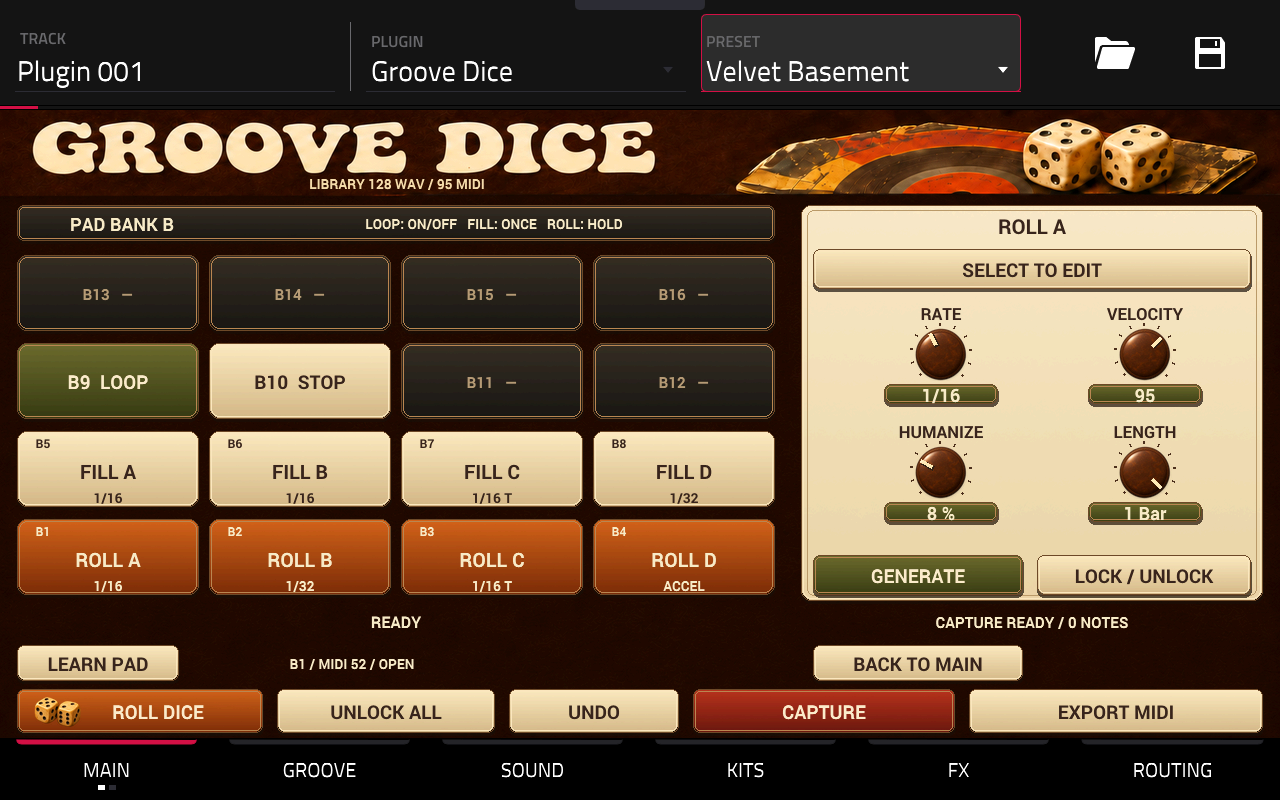 TRACK
Plugin 001
PLUGIN
Groove Dice
PRESET
Velvet Basement
GROOVE DICE
LIBRARY 128 WAV / 95 MIDI
PAD BANK B
LOOP: ON/OFF FILL: ONCE ROLL: HOLD
B13 –
B14 –
B15 –
B16 –
B9 LOOP
B10 STOP
B11 –
B12 –
B5
FILL A
1/16
B6
FILL B
1/16
B7
FILL C
1/16 T
B8
FILL D
1/32
B1
ROLL A
1/16
B2
ROLL B
1/32
B3
ROLL C
1/16 T
B4
ROLL D
ACCEL
READY
LEARN PAD
B1 / MIDI 52 / OPEN
ROLL A
SELECT TO EDIT
RATE
1/16
VELOCITY
95
HUMANIZE
8 %
LENGTH
1 Bar
GENERATE
LOCK / UNLOCK
CAPTURE READY / 0 NOTES
BACK TO MAIN
ROLL DICE
UNLOCK ALL
UNDO
CAPTURE
EXPORT MIDI
MAIN
GROOVE
SOUND
KITS
FX
ROUTING